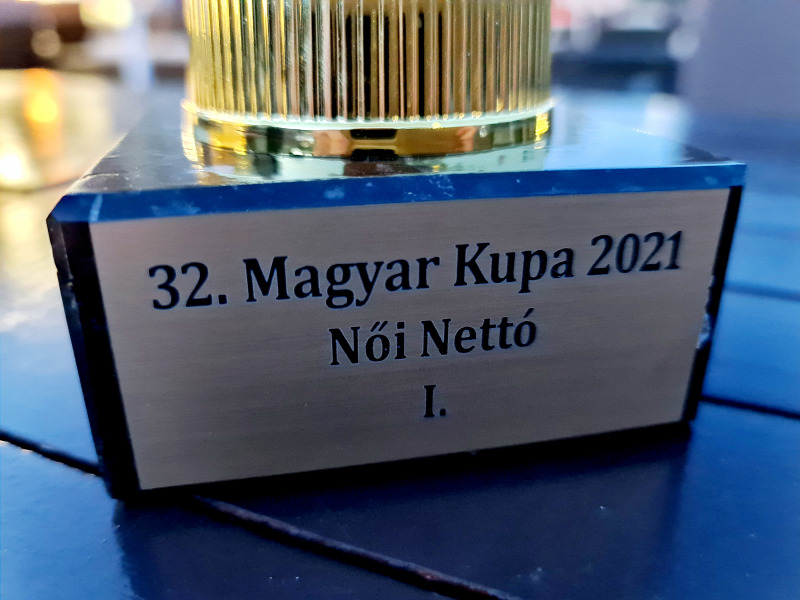 32. Magyar Kupa 2021
Női Nettó
I.